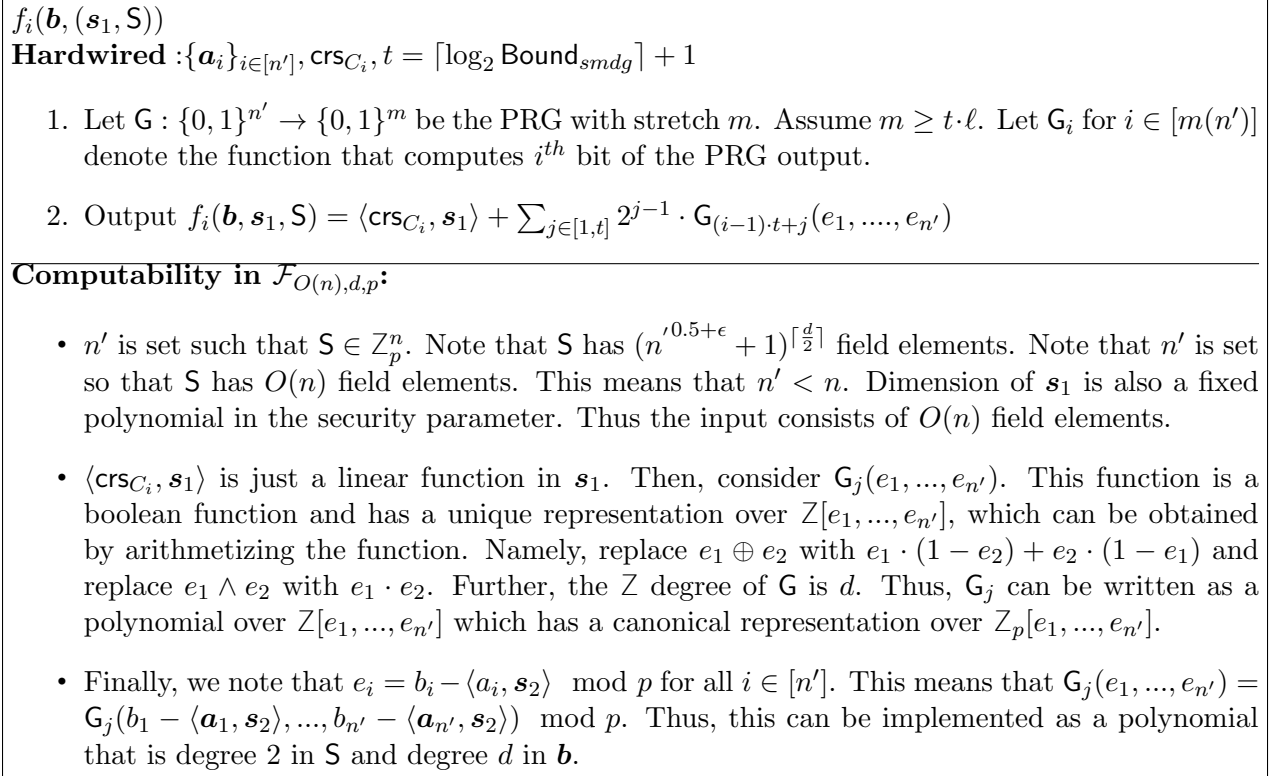 f_i(b, (s_1, S))
Hardwired :{a_i}_{i∈[n′]}, crs_{C_i}, t = ⌈log_2 Bound_{smdg}⌉ + 1
1. Let G : {0, 1}^{n′} → {0, 1}^m be the PRG with stretch m. Assume m ≥ t·ℓ. Let G_i for i ∈ [m(n′)]
denote the function that computes i^{th} bit of the PRG output.
2. Output f_i(b, s_1, S) = ⟨crs_{C_i}, s_1⟩ + ∑_{j∈[1,t]} 2^{j−1} · G_{(i−1)·t+j}(e_1, ...., e_{n′})
Computability in F_{O(n),d,p}:
• n′ is set such that S ∈ Z_p^n. Note that S has (n′^{0.5+ϵ} + 1)^{⌈d/2⌉} field elements. Note that n′ is set
so that S has O(n) field elements. This means that n′ < n. Dimension of s_1 is also a fixed
polynomial in the security parameter. Thus the input consists of O(n) field elements.
• ⟨crs_{C_i}, s_1⟩ is just a linear function in s_1. Then, consider G_j(e_1, ..., e_{n′}). This function is a
boolean function and has a unique representation over Z[e_1, ..., e_{n′}], which can be obtained
by arithmetizing the function. Namely, replace e_1 ⊕ e_2 with e_1 · (1 − e_2) + e_2 · (1 − e_1) and
replace e_1 ∧ e_2 with e_1 · e_2. Further, the Z degree of G is d. Thus, G_j can be written as a
polynomial over Z[e_1, ..., e_{n′}] which has a canonical representation over Z_p[e_1, ..., e_{n′}].
• Finally, we note that e_i = b_i − ⟨a_i, s_2⟩ mod p for all i ∈ [n′]. This means that G_j(e_1, ..., e_{n′}) =
G_j(b_1 − ⟨a_1, s_2⟩, ..., b_{n′} − ⟨a_{n′}, s_2⟩) mod p. Thus, this can be implemented as a polynomial
that is degree 2 in S and degree d in b.